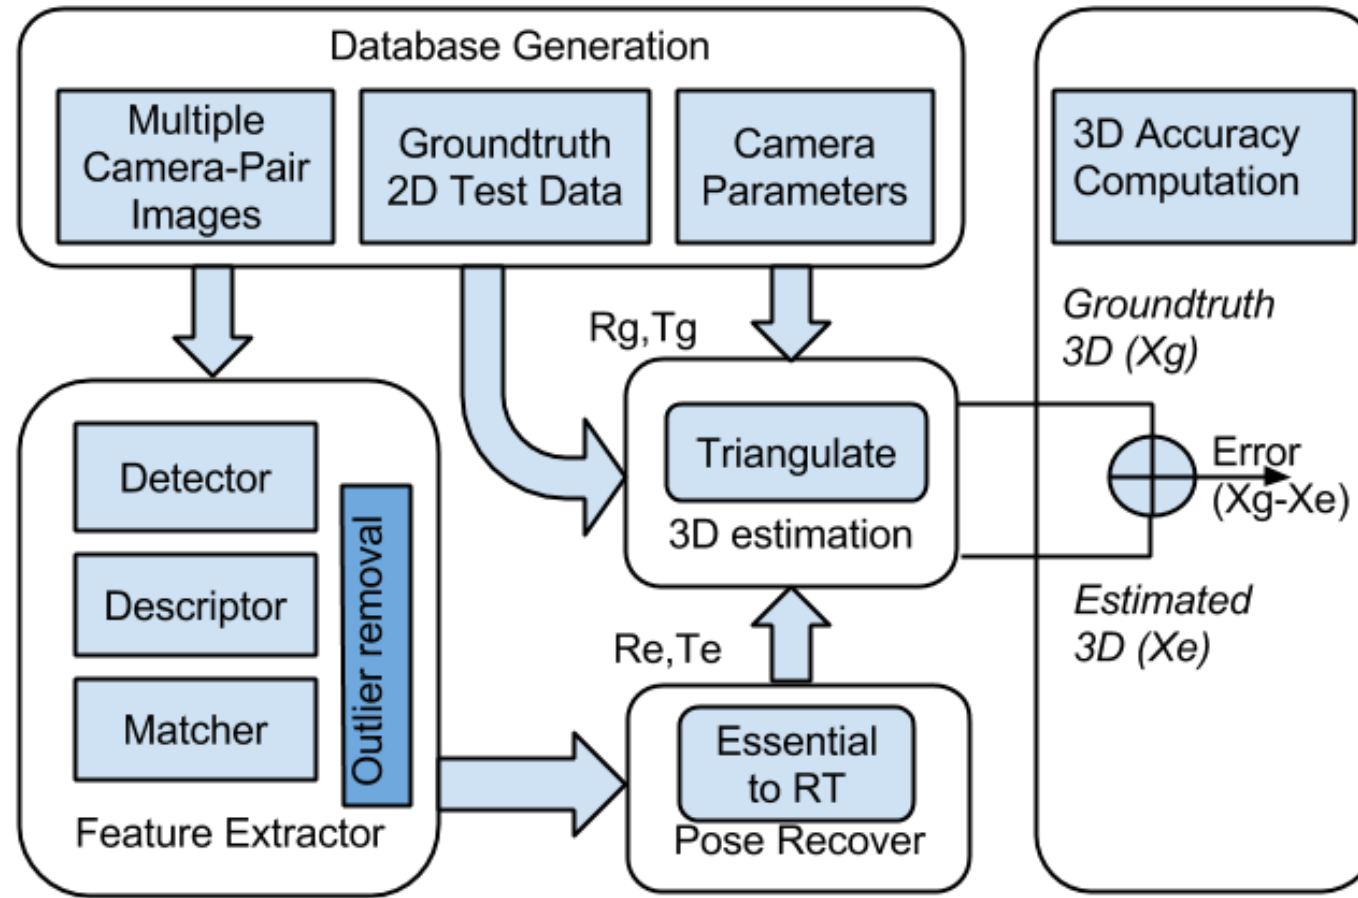 Database Generation
Multiple
Camera-Pair
Images
Groundtruth
2D Test Data
Camera
Parameters
3D Accuracy
Computation
Rg,Tg
Groundtruth
3D (Xg)
Detector
Descriptor
Matcher
Outlier removal
Feature Extractor
Triangulate
3D estimation
Error
(Xg-Xe)
Re,Te
Estimated
3D (Xe)
Essential
to RT
Pose Recover